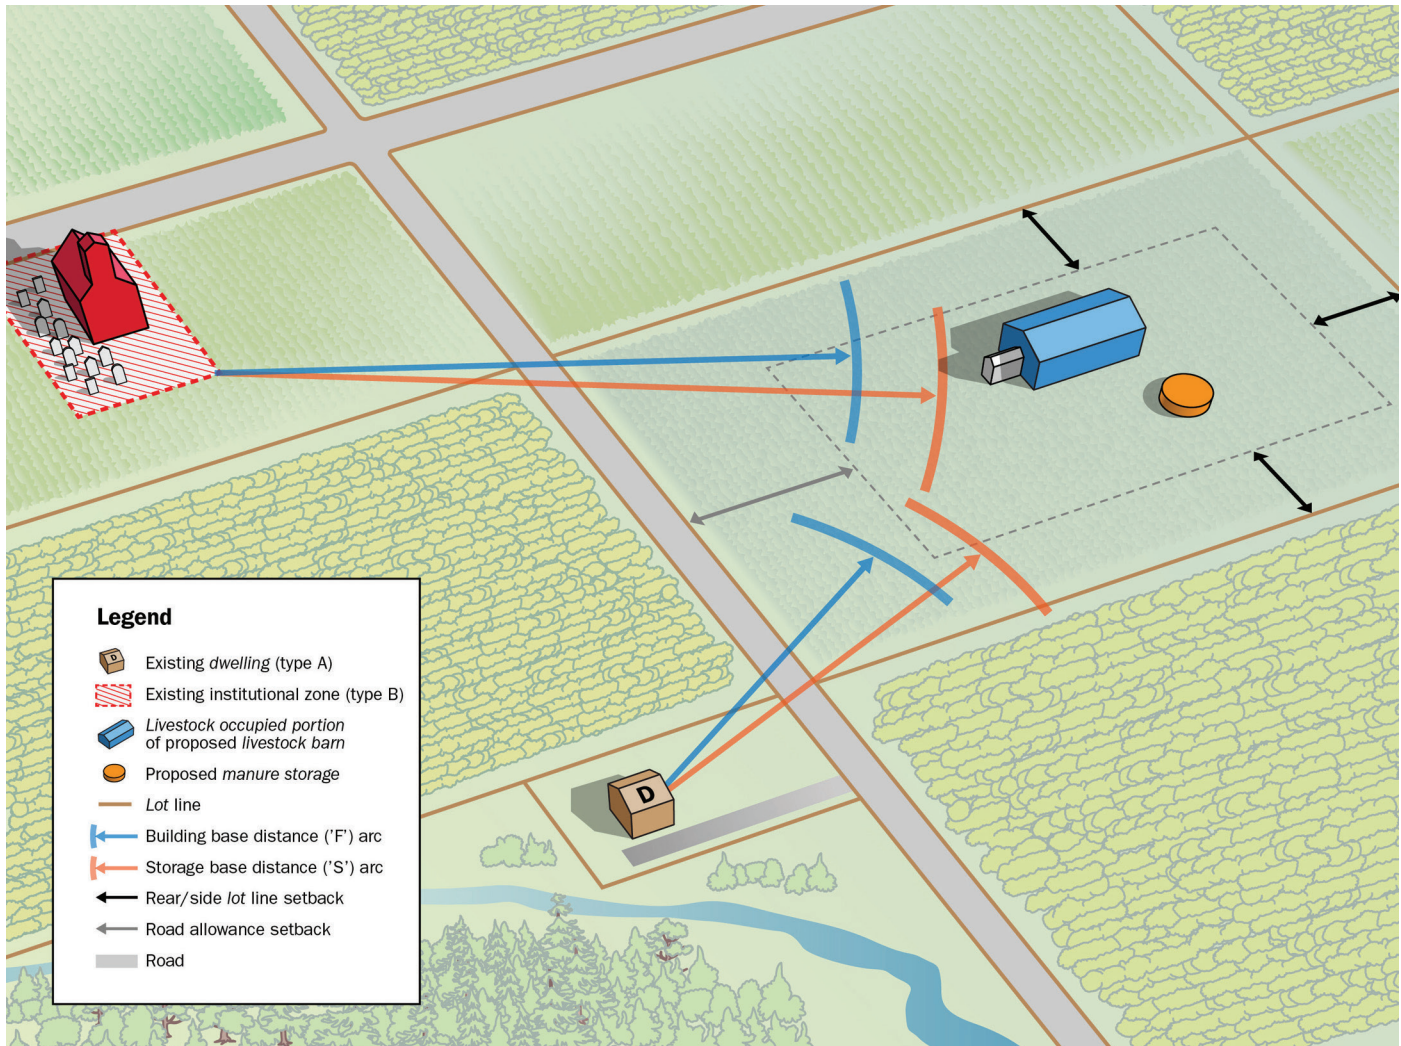 D
Legend
D
Existing dwelling (type A)
Existing institutional zone (type B)
Livestock occupied portion
of proposed livestock barn
Proposed manure storage
Lot line
Building base distance (’F’) arc
Storage base distance (’S’) arc
Rear/side lot line setback
Road allowance setback
Road